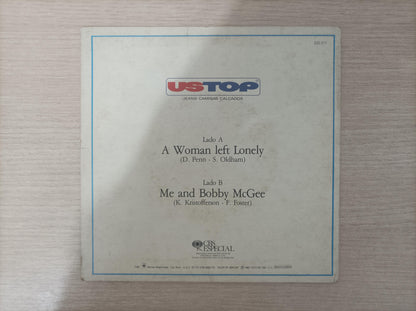 USTOP
JEANS CAMISAS CALÇADOS
Lado A
A Woman left Lonely
(D. Penn - S. Oldham)
Lado B
Me and Bobby McGee
(K. Kristofferson - F. Foster)
CBS
ESPECIAL